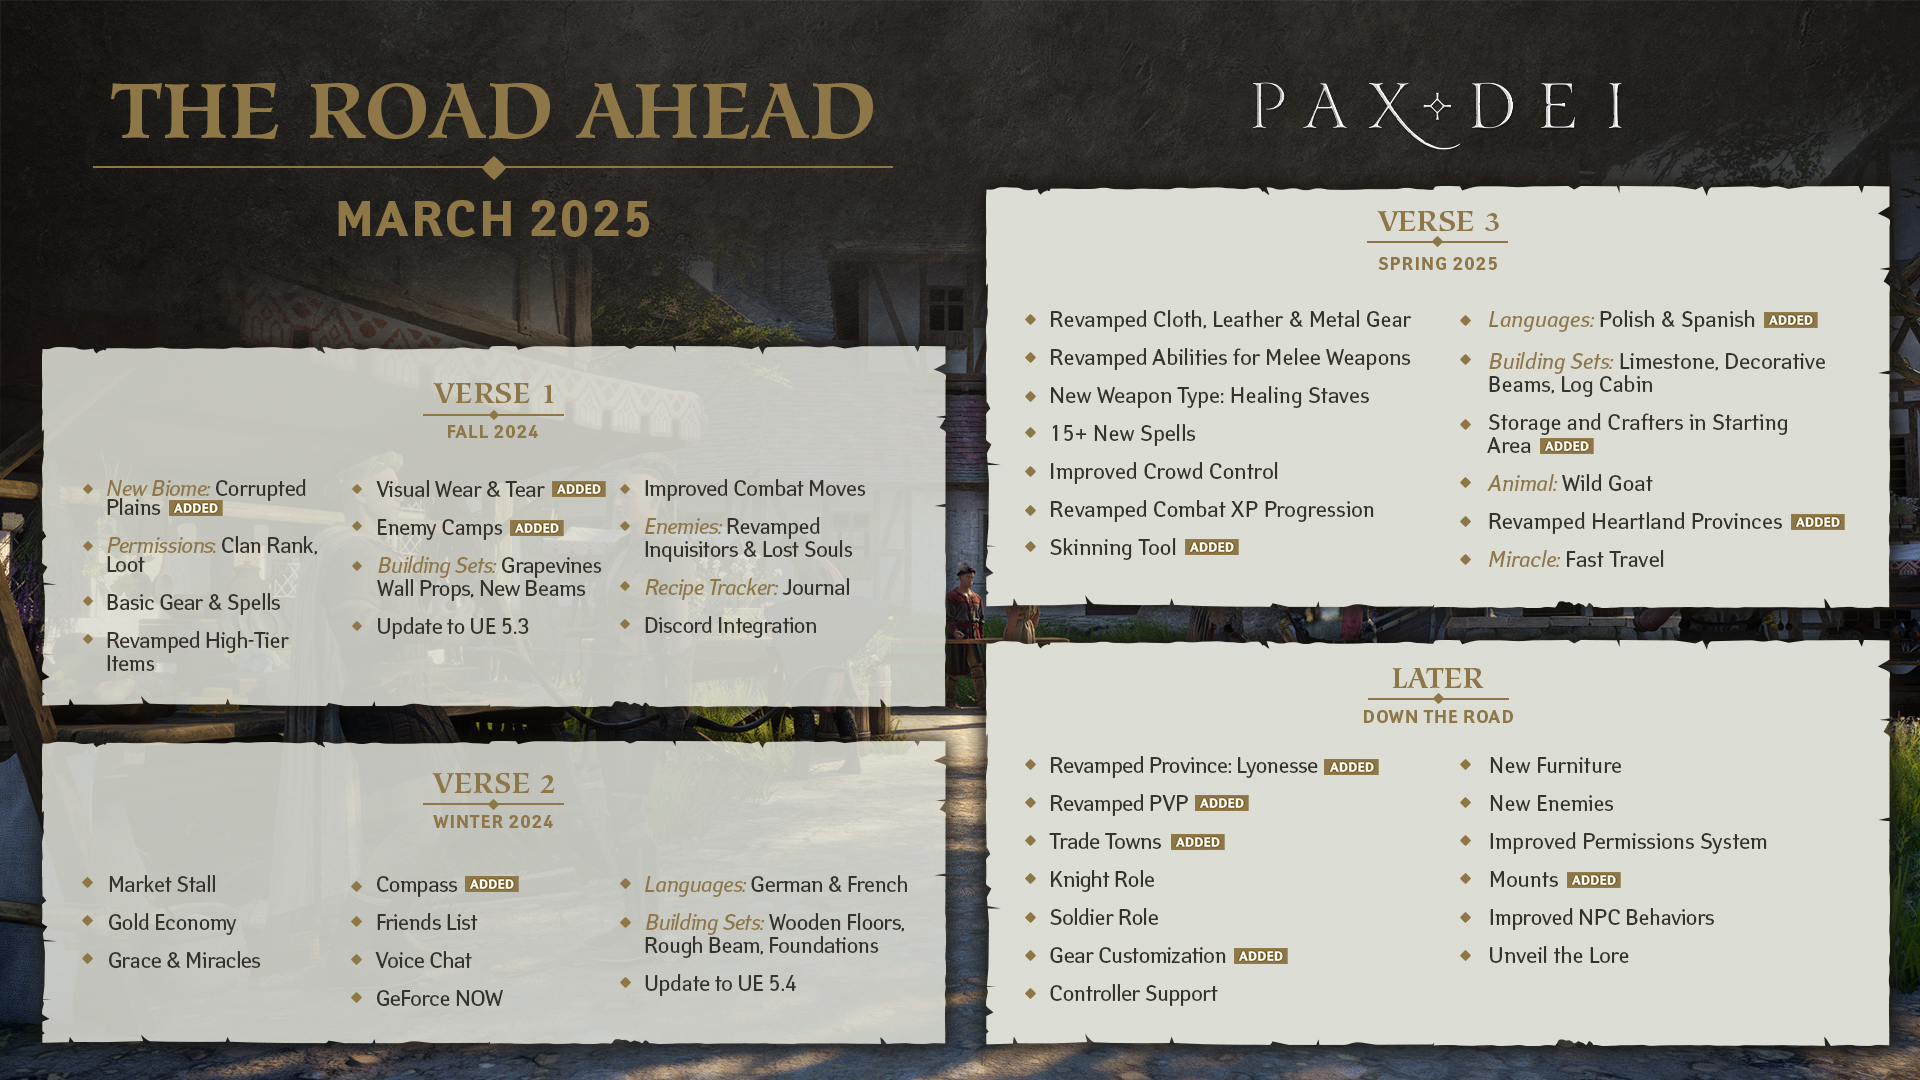 THE ROAD AHEAD
MARCH 2025
PAX DEI
VERSE 1
FALL 2024
New Biome: Corrupted
Plains ADDED
Permissions: Clan Rank,
Loot
Basic Gear & Spells
Revamped High-Tier
Items
Visual Wear & Tear ADDED
Enemy Camps ADDED
Building Sets: Grapevines
Wall Props, New Beams
Update to UE 5.3
Improved Combat Moves
Enemies: Revamped
Inquisitors & Lost Souls
Recipe Tracker: Journal
Discord Integration
VERSE 2
WINTER 2024
Market Stall
Gold Economy
Grace & Miracles
Compass ADDED
Friends List
Voice Chat
GeForce NOW
Languages: German & French
Building Sets: Wooden Floors,
Rough Beam, Foundations
Update to UE 5.4
VERSE 3
SPRING 2025
Revamped Cloth, Leather & Metal Gear
Revamped Abilities for Melee Weapons
New Weapon Type: Healing Staves
15+ New Spells
Improved Crowd Control
Revamped Combat XP Progression
Skinning Tool ADDED
Languages: Polish & Spanish ADDED
Building Sets: Limestone, Decorative
Beams, Log Cabin
Storage and Crafters in Starting
Area ADDED
Animal: Wild Goat
Revamped Heartland Provinces ADDED
Miracle: Fast Travel
LATER
DOWN THE ROAD
Revamped Province: Lyonesse ADDED
Revamped PVP ADDED
Trade Towns ADDED
Knight Role
Soldier Role
Gear Customization ADDED
Controller Support
New Furniture
New Enemies
Improved Permissions System
Mounts ADDED
Improved NPC Behaviors
Unveil the Lore